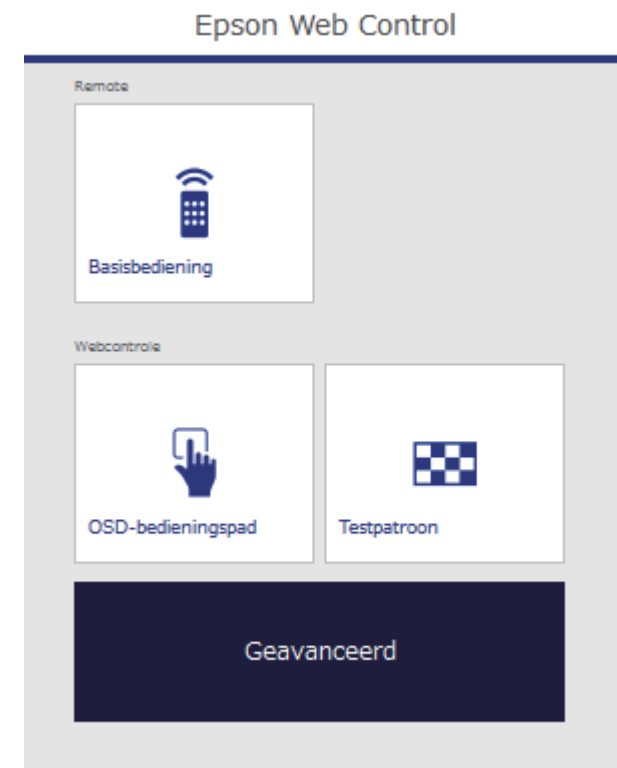 Epson Web Control
Remote
Basisbediening
Webcontrole
OSD-bedieningspad
Testpatroon
Geavanceerd